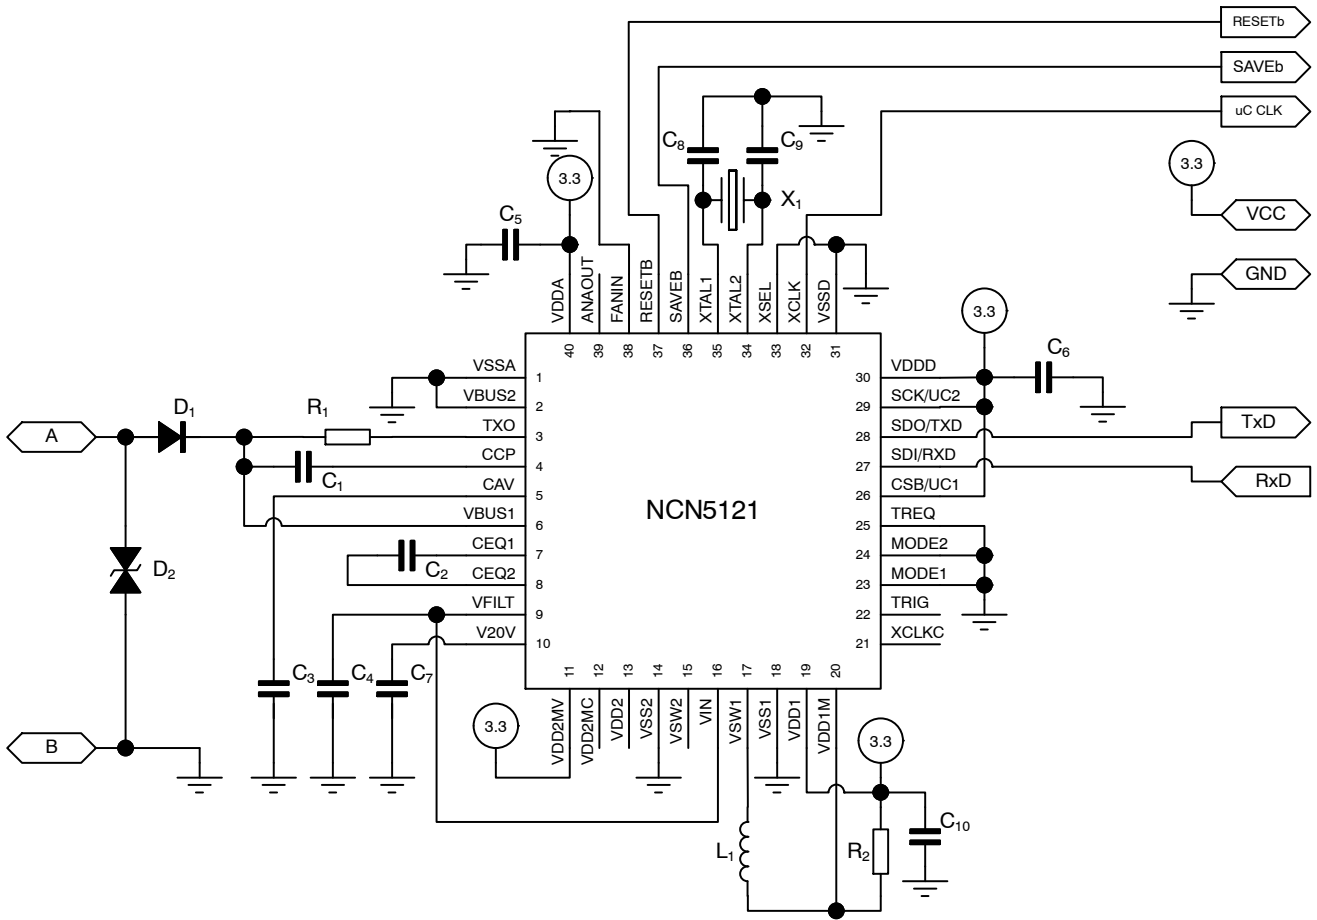 RESETb
SAVEb
uC CLK
C8
C9
3.3
3.3
X1
VCC
C5
GND
VDDA
ANAOUT
FANIN
RESETB
SAVEB
XTAL1
XTAL2
XSEL
XCLK
VSSD
3.3
40
39
38
37
36
35
34
33
32
31
C6
VSSA
1
30
VDDD
VBUS2
2
29
SCK/UC2
A
D1
R1
TXO
3
28
SDO/TXD
TxD
CCP
4
27
SDI/RXD
C1
CAV
5
26
CSB/UC1
RxD
NCN5121
VBUS1
6
25
TREQ
CEQ1
7
24
MODE2
D2
C2
CEQ2
8
23
MODE1
VFILT
9
22
TRIG
V20V
10
21
XCLKC
C3
C4
C7
11
12
13
14
15
16
17
18
19
20
VDD2MV
VDD2MC
VDD2
VSS2
VSW2
VIN
VSW1
VSS1
VDD1
VDD1M
3.3
3.3
B
C10
L1
R2